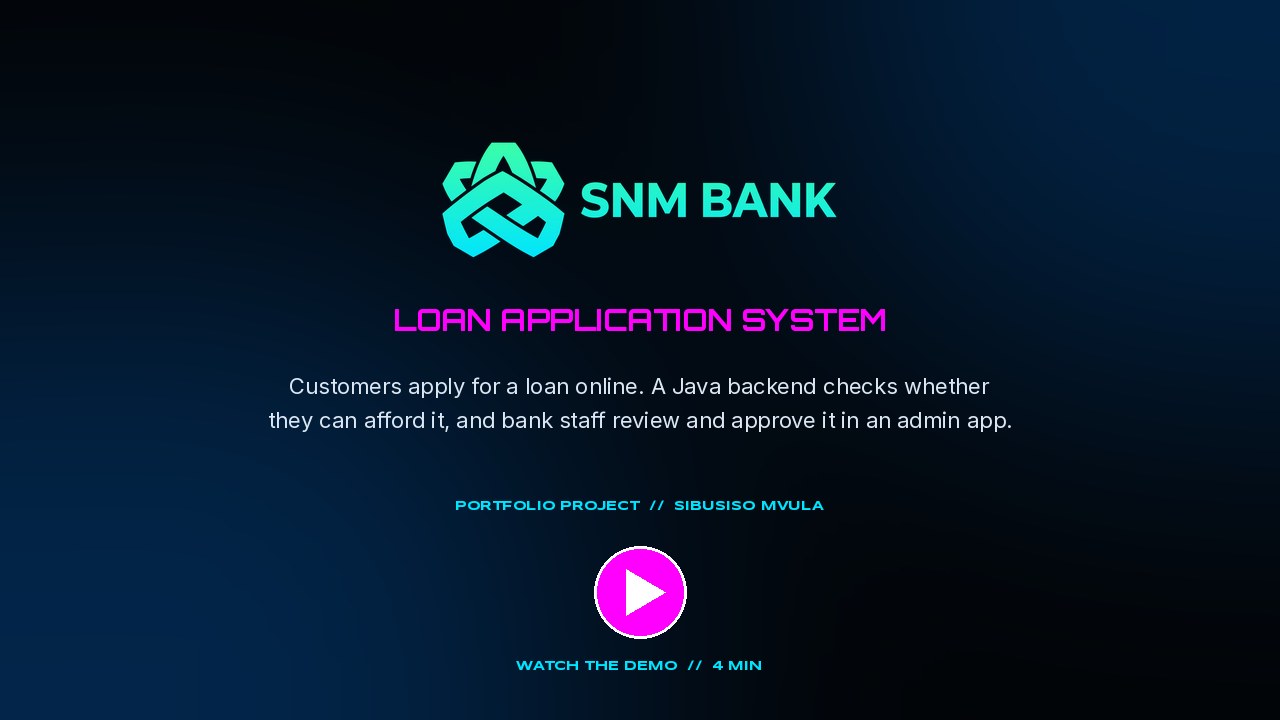 SNM BANK
LOAN APPLICATION SYSTEM
Customers apply for a loan online. A Java backend checks whether
they can afford it, and bank staff review and approve it in an admin app.
PORTFOLIO PROJECT // SIBUSISO MVULA
WATCH THE DEMO // 4 MIN